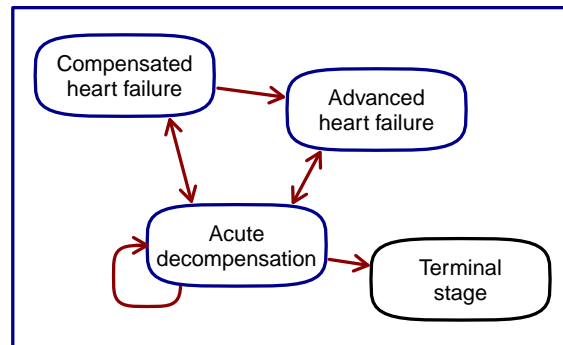 Compensated
heart failure
Advanced
heart failure
Acute
decompensation
Terminal
stage